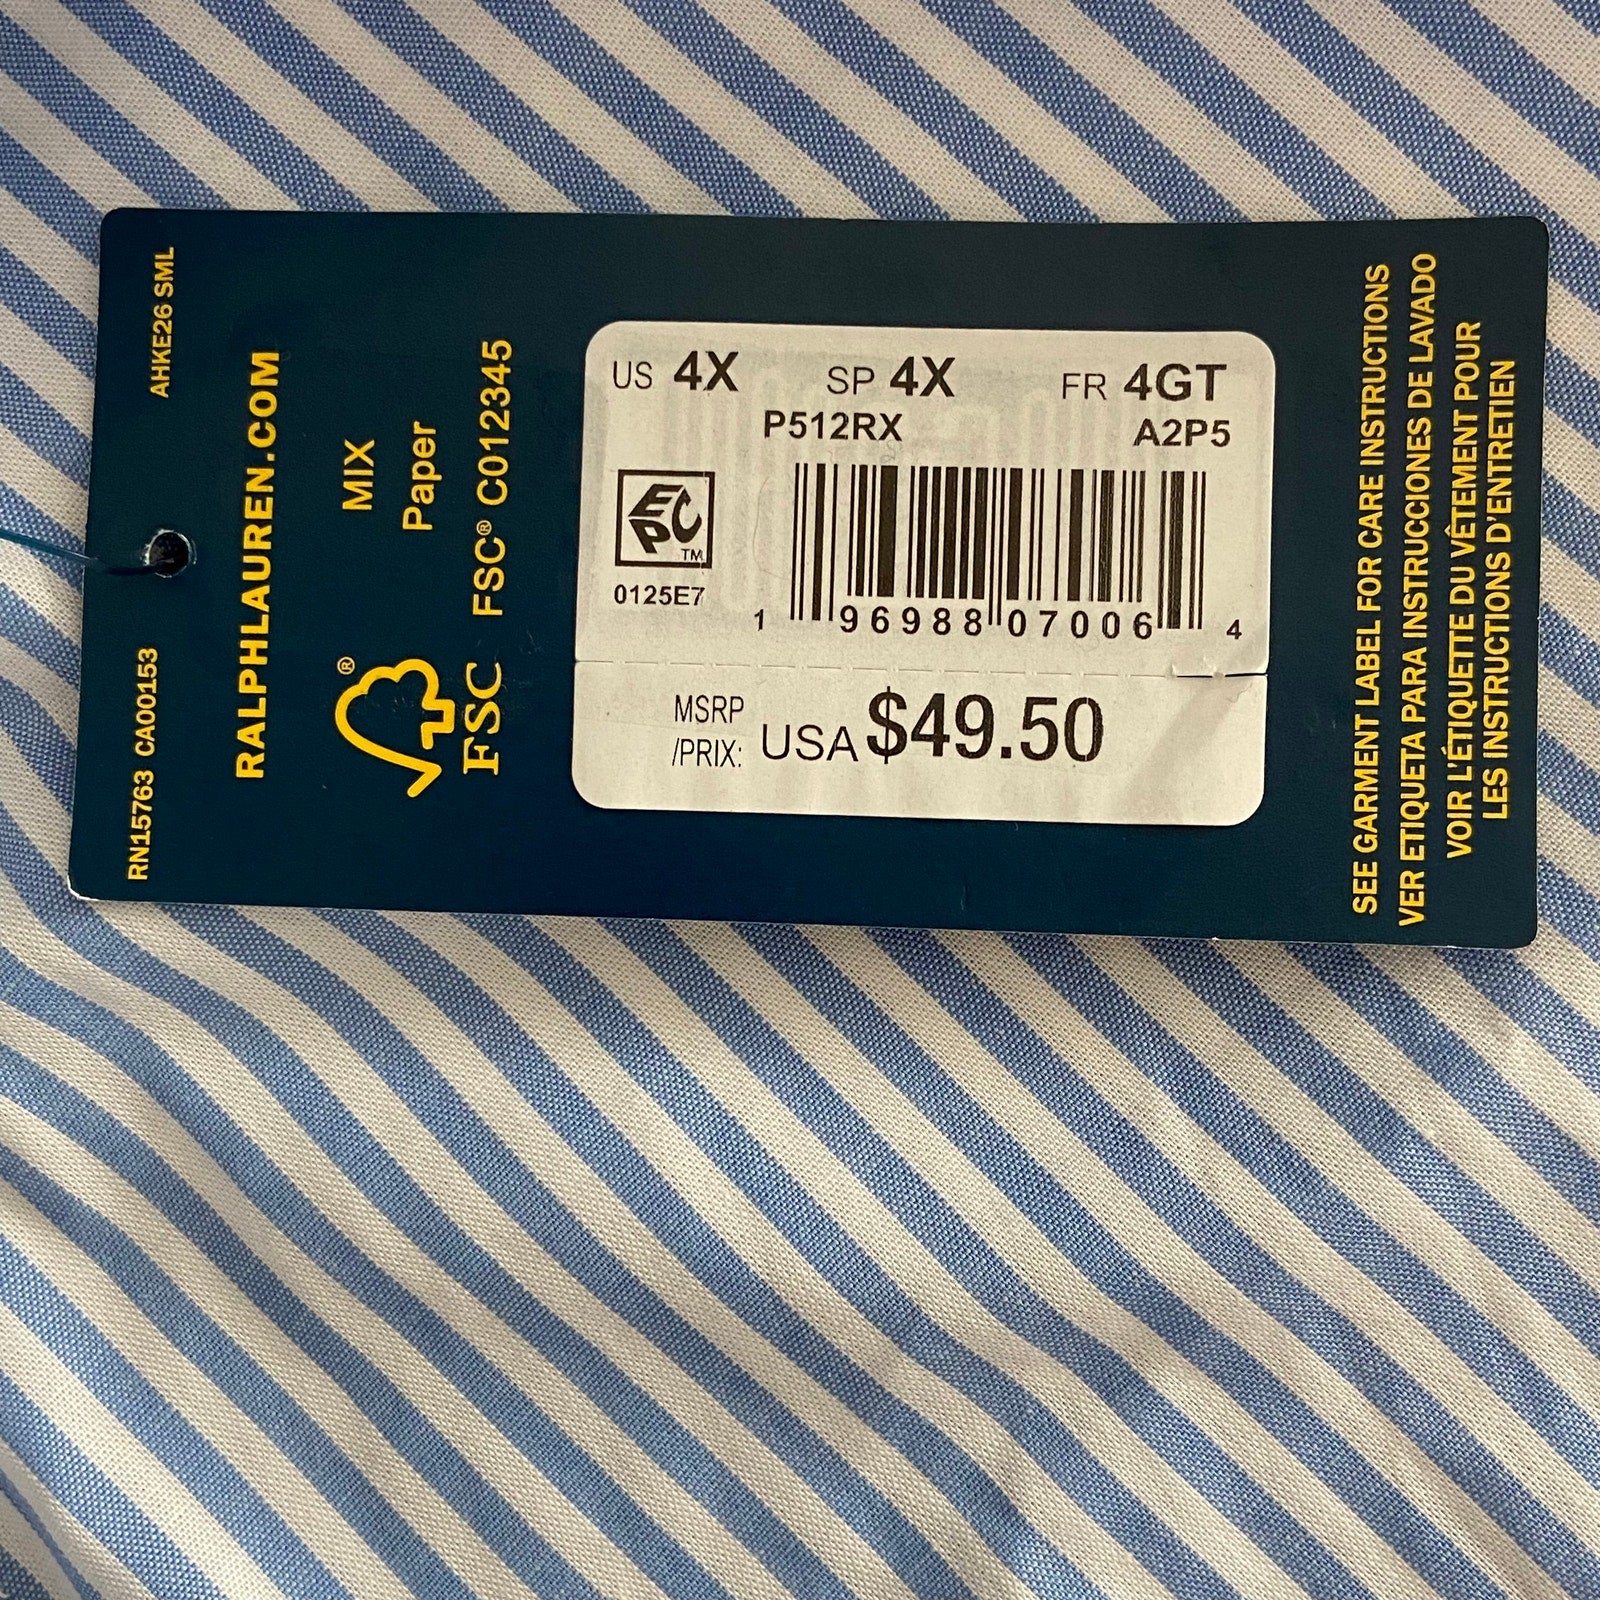 AHKE26 SML
RN15763 CA00153
RALPHLAUREN.COM
MIX
Paper
FSC® C012345
®
FSC
US 4X SP 4X FR 4GT
P512RX A2P5
EPC
TM
0125E7
1 96988 07006 4
MSRP
/PRIX: USA $49.50
SEE GARMENT LABEL FOR CARE INSTRUCTIONS
VER ETIQUETA PARA INSTRUCCIONES DE LAVADO
VOIR L'ÉTIQUETTE DU VÊTEMENT POUR
LES INSTRUCTIONS D'ENTRETIEN